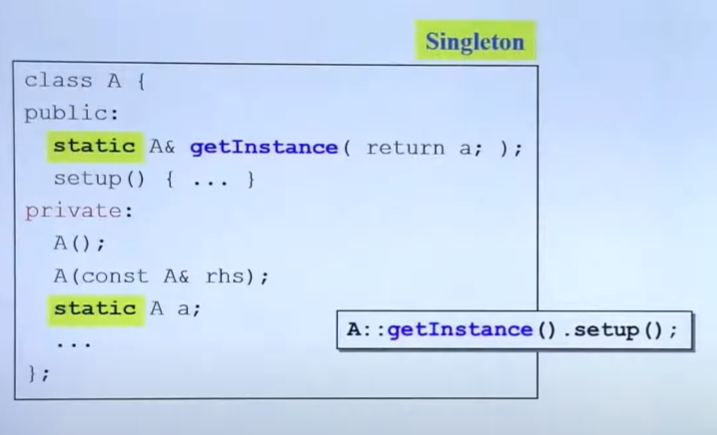 Singleton
class A {
public:
static A& getInstance( return a; );
setup() { ... }
private:
A();
A(const A& rhs);
static A a;
...
A::getInstance().setup();
};